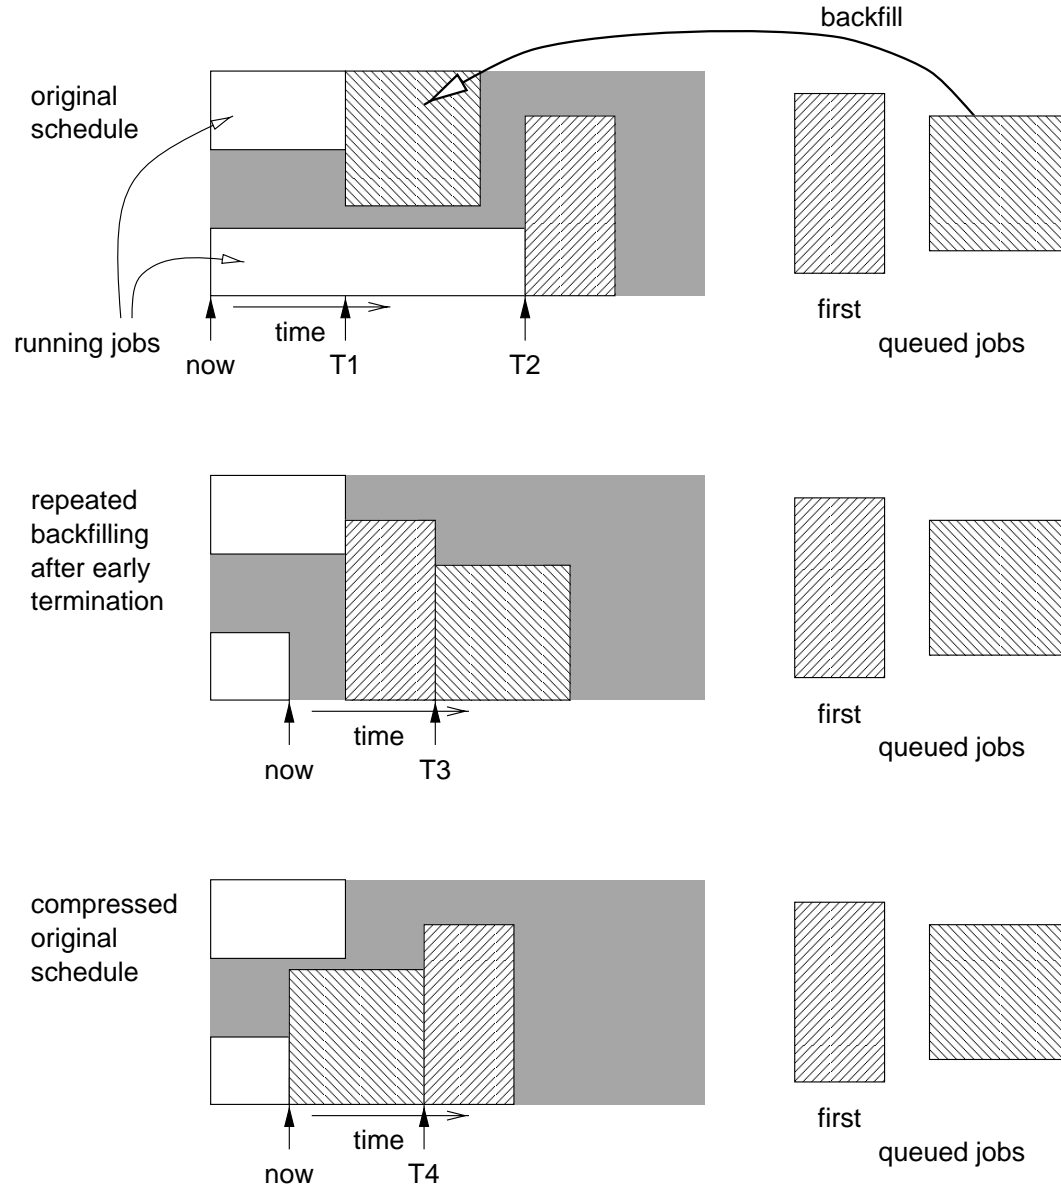 backfill
original
schedule
running jobs
now
time
T1
T2
first
queued jobs
repeated
backfilling
after early
termination
now
time
T3
first
queued jobs
compressed
original
schedule
now
time
T4
first
queued jobs